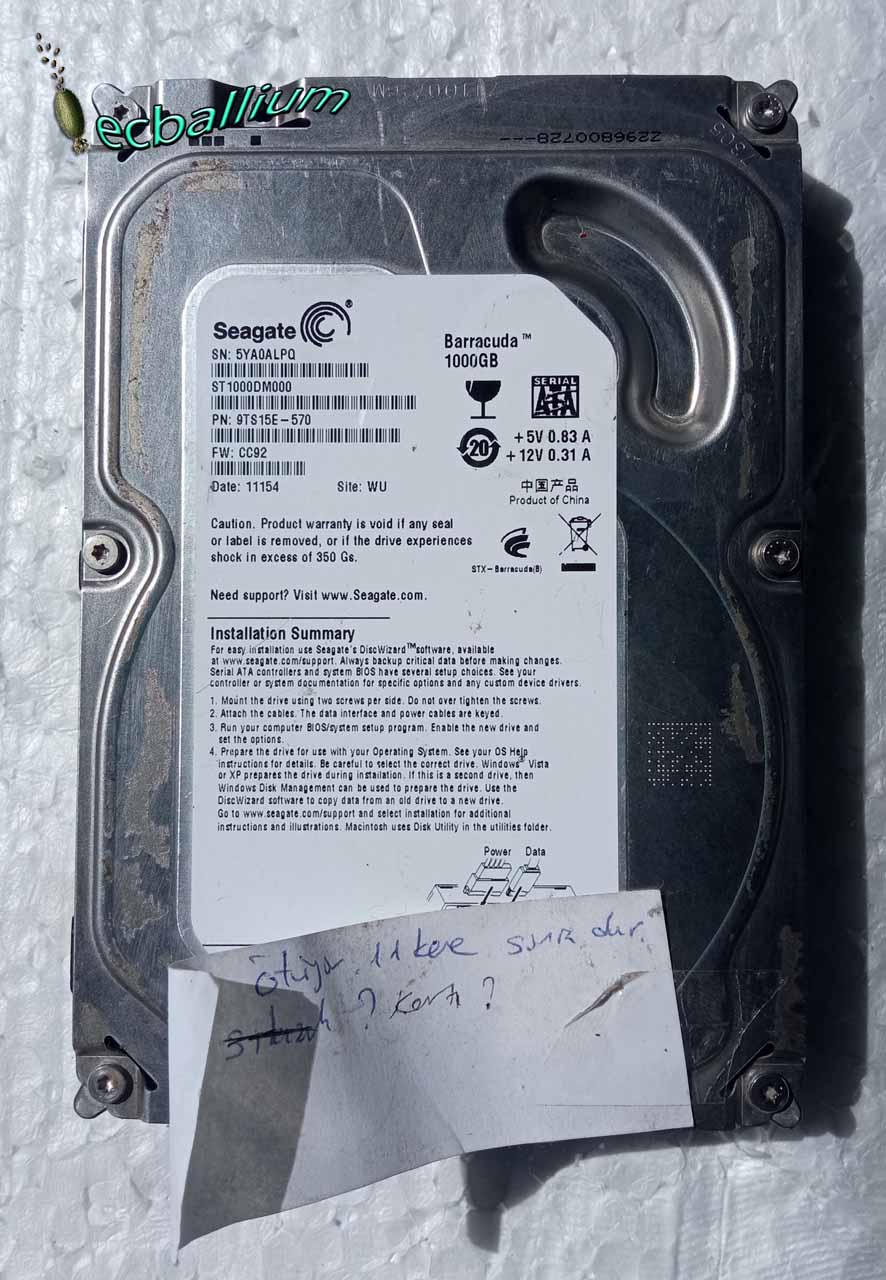 ecballium
2296800728---
Seagate ®
SN: 5YA0ALPQ
ST1000DM000
PN: 9TS15E-570
FW: CC92
Date: 11154 Site: WU
Barracuda™
1000GB
SERIAL
ATA
20
+5V 0.83 A
+12V 0.31 A
中国产品
Product of China
STX-Barracuda(B)
Caution. Product warranty is void if any seal
or label is removed, or if the drive experiences
shock in excess of 350 Gs.
Need support? Visit www.Seagate.com.
Installation Summary
For easy installation use Seagate's DiscWizard™software, available
at www.seagate.com/support. Always backup critical data before making changes.
Serial ATA controllers and system BIOS have several setup choices. See your
controller or system documentation for specific options and any custom device drivers.
1. Mount the drive using two screws per side. Do not over tighten the screws.
2. Attach the cables. The data interface and power cables are keyed.
3. Run your computer BIOS/system setup program. Enable the new drive and
set the options.
4. Prepare the drive for use with your Operating System. See your OS Help
instructions for details. Be careful to select the correct drive. Windows® Vista
or XP prepares the drive during installation. If this is a second drive, then
Windows Disk Management can be used to prepare the drive. Use the
DiscWizard software to copy data from an old drive to a new drive.
Go to www.seagate.com/support and select installation for additional
instructions and illustrations. Macintosh uses Disk Utility in the utilities folder.
Power Data
ötüyor 11 kere
? kartı ?